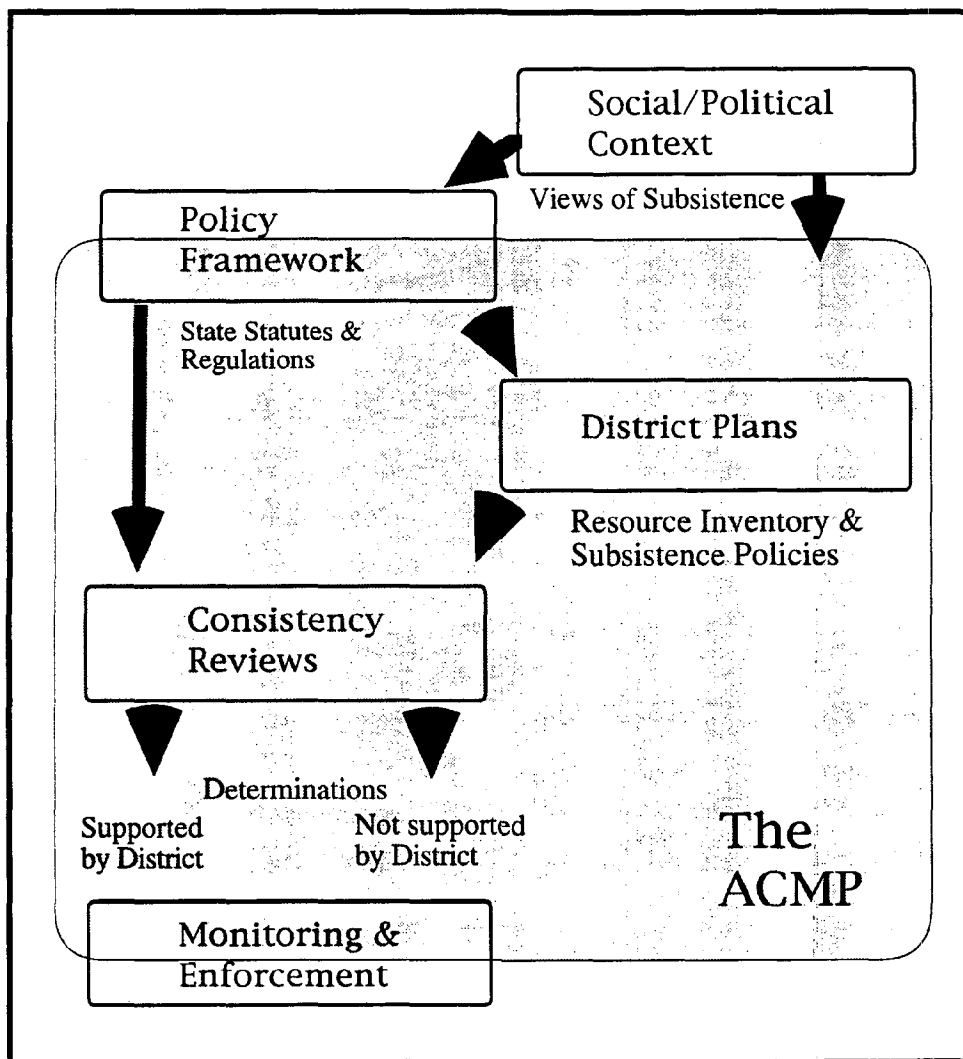 Social/Political
Context
Views of Subsistence
Policy
Framework
State Statutes &
Regulations
District Plans
Resource Inventory &
Subsistence Policies
Consistency
Reviews
Determinations
Supported
by District
Not supported
by District
The
ACMP
Monitoring &
Enforcement